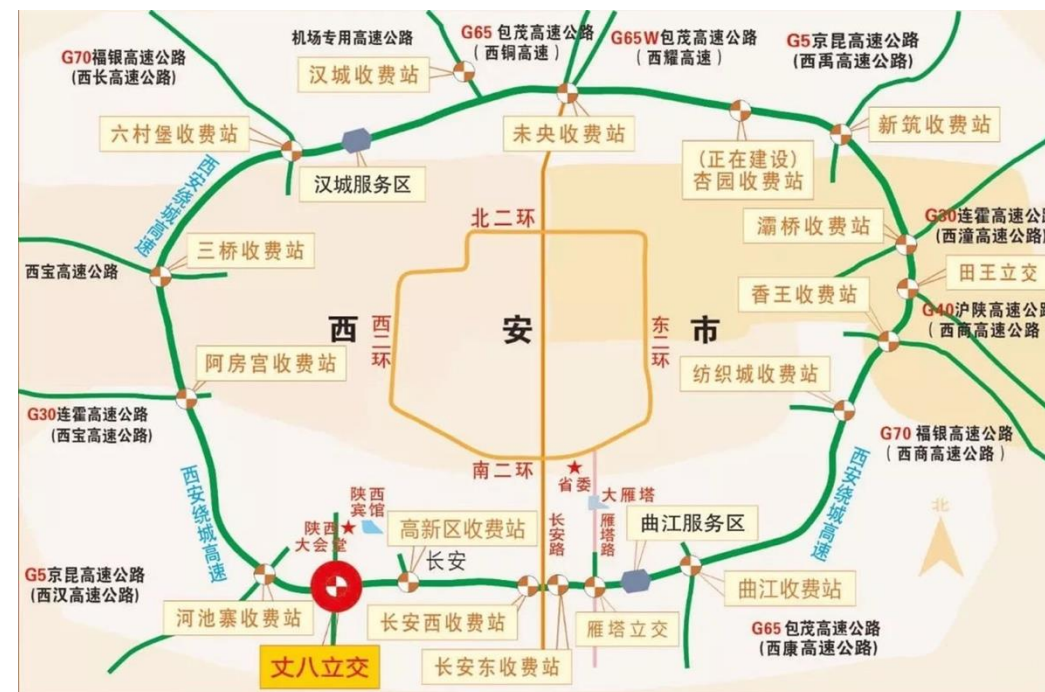 G65 包茂高速公路
(西铜高速)
G65W包茂高速公路
(西耀高速)
G5京昆高速公路
(西禹高速公路)
机场专用高速公路
G70福银高速公路
(西长高速公路)
汉城收费站
六村堡收费站
未央收费站
新筑收费站
(正在建设)
杏园收费站
汉城服务区
西安绕城高速
北二环
灞桥收费站
G30连霍高速公路
(西潼高速公路)
三桥收费站
西宝高速公路
田王立交
香王收费站
G40沪陕高速公路
(西商高速公路
西安市
西二环
东二环
阿房宫收费站
纺织城收费站
G30连霍高速公路
(西宝高速公路)
G70 福银高速公路
(西商高速公路)
南二环
省委
大雁塔
西安绕城高速
西安绕城高速
陕西
宾馆
陕西
大会堂
高新区收费站
长安
长安路
雁塔路
曲江服务区
北
G5京昆高速公路
(西汉高速公路)
河池寨收费站
长安西收费站
雁塔立交
曲江收费站
丈八立交
长安东收费站
G65 包茂高速公路
(西康高速公路)